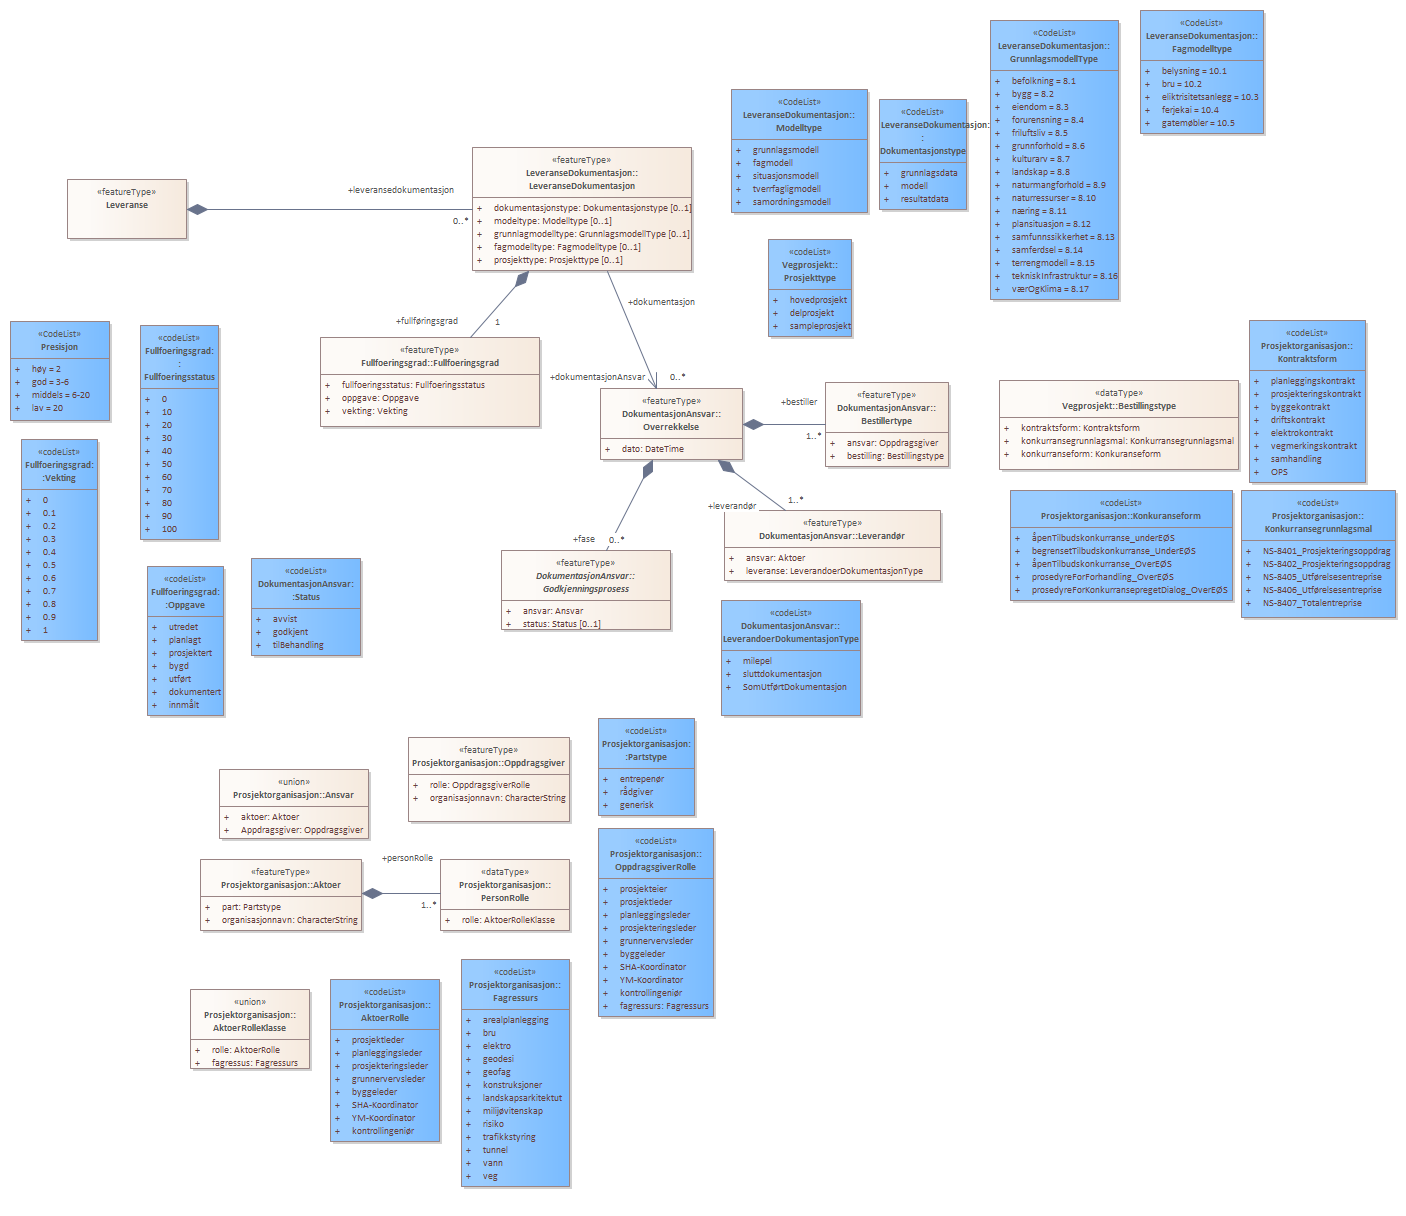 «featureType»
Leveranse
+leveransedokumentasjon
0..*
«featureType»
LeveranseDokumentasjon::
LeveranseDokumentasjon
+ dokumentasjonstype: Dokumentasjonstype [0..1]
+ modeltype: Modelltype [0..1]
+ grunnlagmodelltype: GrunnlagsmodellType [0..1]
+ fagmodelltype: Fagmodelltype [0..1]
+ prosjekttype: Prosjekttype [0..1]
«CodeList»
LeveranseDokumentasjon::
Modelltype
+ grunnlagsmodell
+ fagmodell
+ situasjonsmodell
+ tverrfagligmodell
+ samordningsmodell
«CodeList»
LeveranseDokumentasjon:
:
Dokumentasjonstype
+ grunnlagsdata
+ modell
+ resultatdata
«CodeList»
LeveranseDokumentasjon::
GrunnlagsmodellType
+ befolkning = 8.1
+ bygg = 8.2
+ eiendom = 8.3
+ forurensning = 8.4
+ friluftsliv = 8.5
+ grunnforhold = 8.6
+ kulturarv = 8.7
+ landskap = 8.8
+ naturmangforhold = 8.9
+ naturressurser = 8.10
+ næring = 8.11
+ plansituasjon = 8.12
+ samfunnssikkerhet = 8.13
+ samferdsel = 8.14
+ terrengmodell = 8.15
+ tekniskInfrastruktur = 8.16
+ værOgKlima = 8.17
«CodeList»
LeveranseDokumentasjon::
Fagmodelltype
+ belysning = 10.1
+ bru = 10.2
+ eliktrisitetsanlegg = 10.3
+ ferjekai = 10.4
+ gatemøbler = 10.5
«codeList»
Vegprosjekt::
Prosjekttype
+ hovedprosjekt
+ delprosjekt
+ sampleprosjekt
+fullføringsgrad
1
+dokumentasjon
+dokumentasjonAnsvar
0..*
«CodeList»
Presisjon
+ høy = 2
+ god = 3-6
+ middels = 6-20
+ lav = 20
«codeList»
Fullfoeringsgrad:
:
Fullfoeringsstatus
+ 0
+ 10
+ 20
+ 30
+ 40
+ 50
+ 60
+ 70
+ 80
+ 90
+ 100
«featureType»
Fullfoeringsgrad::Fullfoeringsgrad
+ fullfoeringsstatus: Fullfoeringsstatus
+ oppgave: Oppgave
+ vekting: Vekting
«featureType»
DokumentasjonAnsvar::
Overrekkelse
+ dato: DateTime
+bestiller
1..*
«featureType»
DokumentasjonAnsvar::
Bestillertype
+ ansvar: Oppdragsgiver
+ bestilling: Bestillingstype
«dataType»
Vegprosjekt::Bestillingstype
+ kontraktsform: Kontraktsform
+ konkurransegrunnlagsmal: Konkurransegrunnlagsmal
+ konkurranseform: Konkuranseform
«codeList»
Prosjektorganisasjon::
Kontraktsform
+ planleggingskontrakt
+ prosjekteringskontrakt
+ byggekontrakt
+ driftskontrakt
+ elektrokontrakt
+ vegmerkingskontrakt
+ samhandling
+ OPS
«codeList»
Fullfoeringsgrad:
:Vekting
+ 0
+ 0.1
+ 0.2
+ 0.3
+ 0.4
+ 0.5
+ 0.6
+ 0.7
+ 0.8
+ 0.9
+ 1
+leverandør
1..*
«featureType»
DokumentasjonAnsvar::Leverandør
+ ansvar: Aktoer
+ leveranse: LeverandoerDokumentasjonType
+fase
0..*
«featureType»
DokumentasjonAnsvar::
Godkjenningsprosess
+ ansvar: Ansvar
+ status: Status [0..1]
«codeList»
Prosjektorganisasjon::Konkuranseform
+ åpenTilbudskonkurranse_underEØS
+ begrensetTilbudskonkurranse_UnderEØS
+ åpenTilbudskonkurranse_OverEØS
+ prosedyreForForhandling_OverEØS
+ prosedyreForKonkurransepregetDialog_OverEØS
«codeList»
Prosjektorganisasjon::
Konkurransegrunnlagsmal
+ NS-8401_Prosjekteringsoppdrag
+ NS-8402_Prosjekteringsoppdrag
+ NS-8405_Utførelsesentreprise
+ NS-8406_Utførelsesentreprise
+ NS-8407_Totalentreprise
«codeList»
Fullfoeringsgrad:
:Oppgave
+ utredet
+ planlagt
+ prosjektert
+ bygd
+ utført
+ dokumentert
+ innmålt
«codeList»
DokumentasjonAnsvar:
:Status
+ avvist
+ godkjent
+ tilBehandling
«codeList»
DokumentasjonAnsvar::
LeverandoerDokumentasjonType
+ milepel
+ sluttdokumentasjon
+ SomUtførtDokumentasjon
«featureType»
Prosjektorganisasjon::Oppdragsgiver
+ rolle: OppdragsgiverRolle
+ organisasjonnavn: CharacterString
«codeList»
Prosjektorganisasjon:
:Partstype
+ entrepenør
+ rådgiver
+ generisk
«union»
Prosjektorganisasjon::Ansvar
+ aktoer: Aktoer
+ Appdragsgiver: Oppdragsgiver
«featureType»
Prosjektorganisasjon::Aktoer
+ part: Partstype
+ organisasjonnavn: CharacterString
+personRolle
1..*
«dataType»
Prosjektorganisasjon::
PersonRolle
+ rolle: AktoerRolleKlasse
«codeList»
Prosjektorganisasjon::
OppdragsgiverRolle
+ prosjekteier
+ prosjektleder
+ planleggingsleder
+ prosjekteringsleder
+ grunnervervsleder
+ byggeleder
+ SHA-Koordinator
+ YM-Koordinator
+ kontrollingeniør
+ fagressurs: Fagressurs
«union»
Prosjektorganisasjon::
AktoerRolleKlasse
+ rolle: AktoerRolle
+ fagressus: Fagressurs
«codeList»
Prosjektorganisasjon::
AktoerRolle
+ prosjektleder
+ planleggingsleder
+ prosjekteringsleder
+ grunnervervsleder
+ byggeleder
+ SHA-Koordinator
+ YM-Koordinator
+ kontrollingeniør
«codeList»
Prosjektorganisasjon::
Fagressurs
+ arealplanlegging
+ bru
+ elektro
+ geodesi
+ geofag
+ konstruksjoner
+ landskapsarkitektut
+ miljøvitenskap
+ risiko
+ trafikkstyring
+ tunnel
+ vann
+ veg